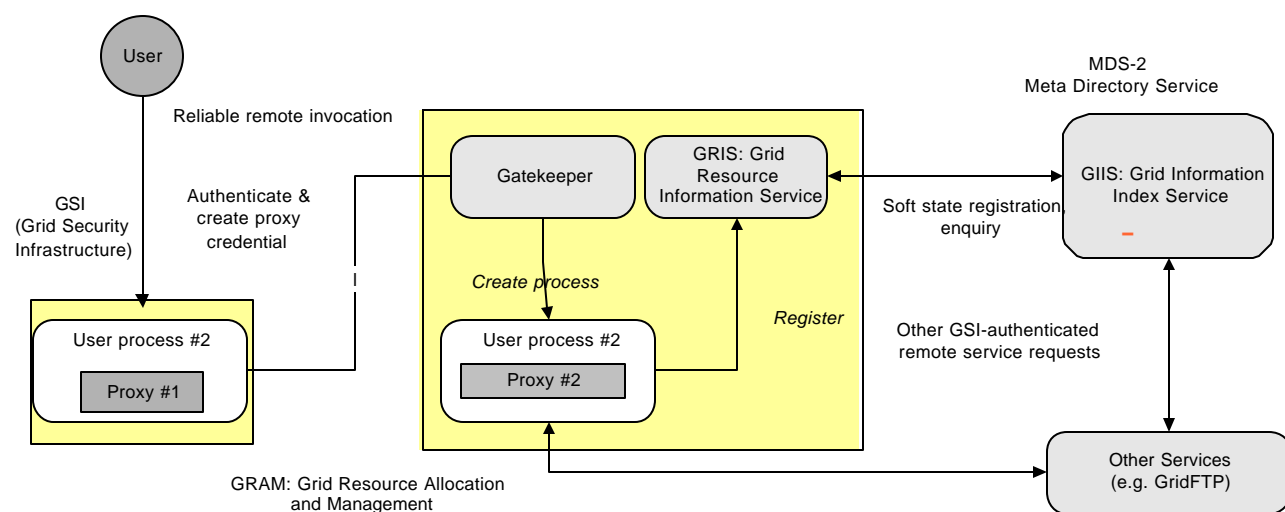 User
MDS-2
Meta Directory Service
Reliable remote invocation
Gatekeeper
GRIS: Grid
Resource
Information Service
GIIS: Grid Information
Index Service
GSI
(Grid Security
Infrastructure)
Authenticate &
create proxy
credential
Soft state registration,
enquiry
Create process
Register
User process #2
Proxy #1
User process #2
Proxy #2
Other GSI-authenticated
remote service requests
GRAM: Grid Resource Allocation
and Management
Other Services
(e.g. GridFTP)